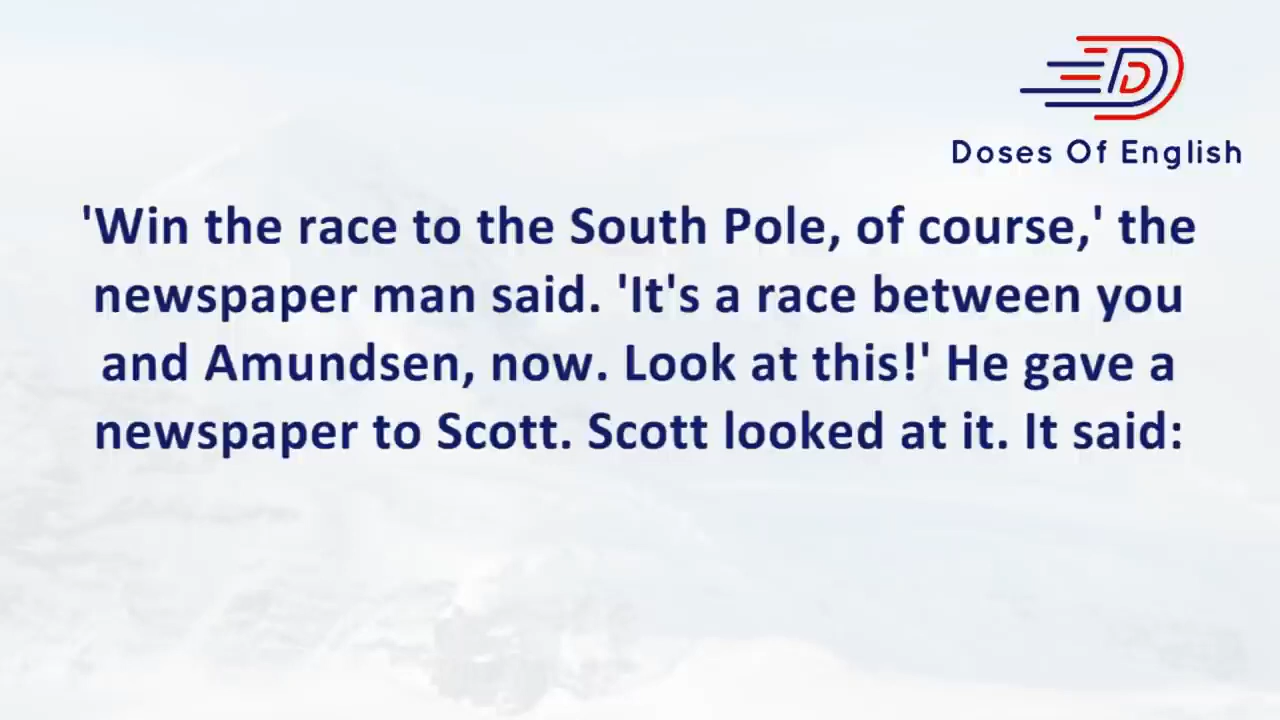 Doses Of English
'Win the race to the South Pole, of course,' the
newspaper man said. 'It's a race between you
and Amundsen, now. Look at this!' He gave a
newspaper to Scott. Scott looked at it. It said: